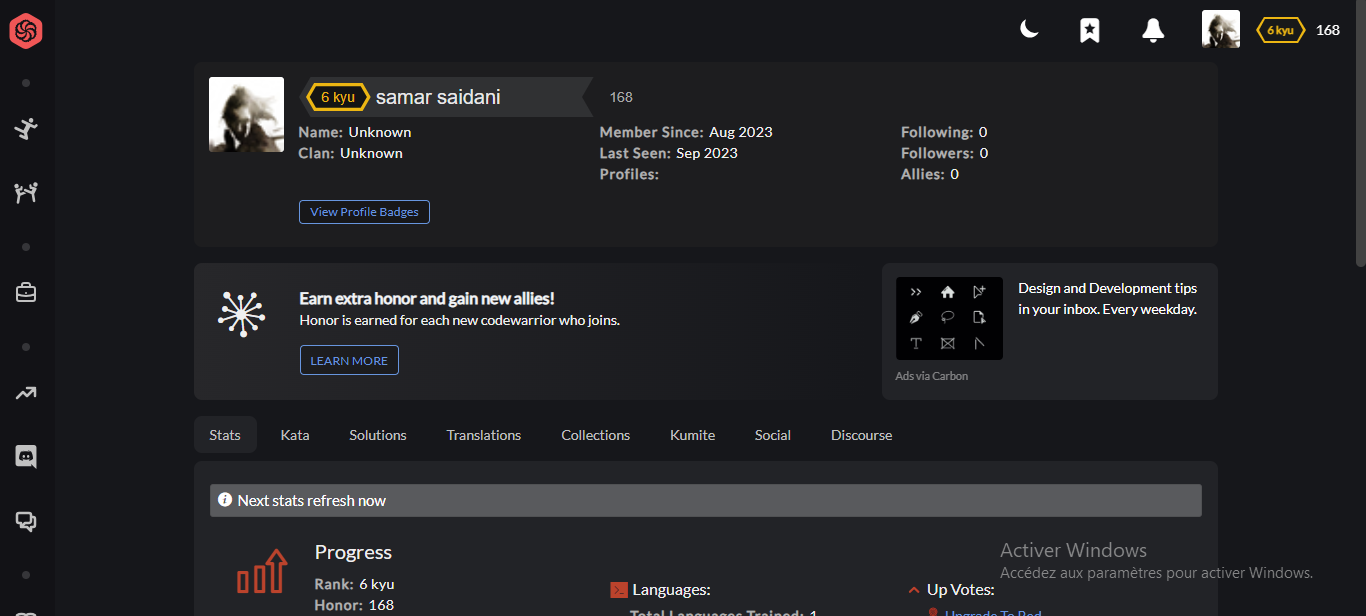 6 kyu 168
6 kyu samar saidani 168
Name: Unknown
Clan: Unknown
Member Since: Aug 2023
Last Seen: Sep 2023
Profiles:
Following: 0
Followers: 0
Allies: 0
View Profile Badges
Earn extra honor and gain new allies!
Honor is earned for each new codewarrior who joins.
LEARN MORE
Design and Development tips
in your inbox. Every weekday.
Ads via Carbon
Stats Kata Solutions Translations Collections Kumite Social Discourse
Next stats refresh now
Progress
Rank: 6 kyu
Honor: 168
Languages:
Total Languages Trained: 1
Up Votes:
Upgrade To Red
Activer Windows
Accédez aux paramètres pour activer Windows.